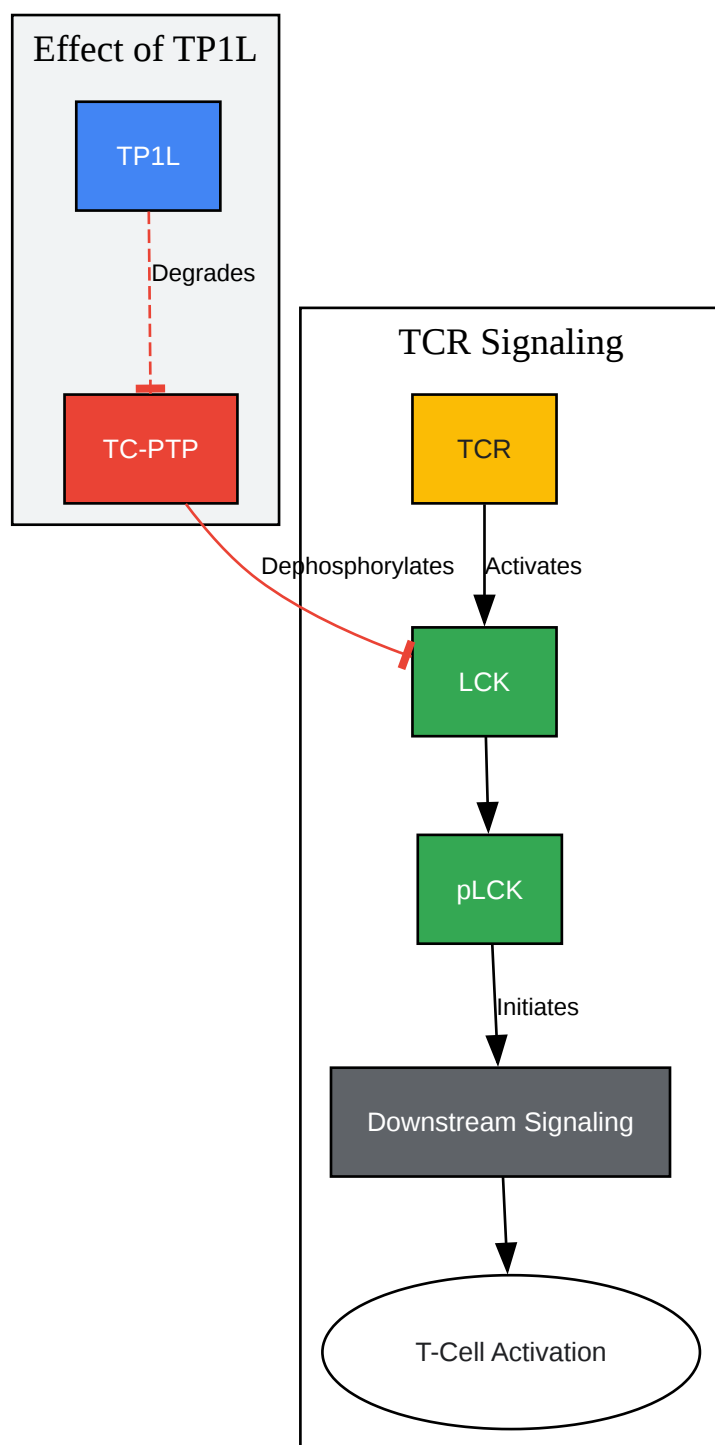 Effect of TP1L
TP1L
Degrades
TC-PTP
TCR Signaling
TCR
Dephosphorylates
Activates
LCK
pLCK
Initiates
Downstream Signaling
T-Cell Activation